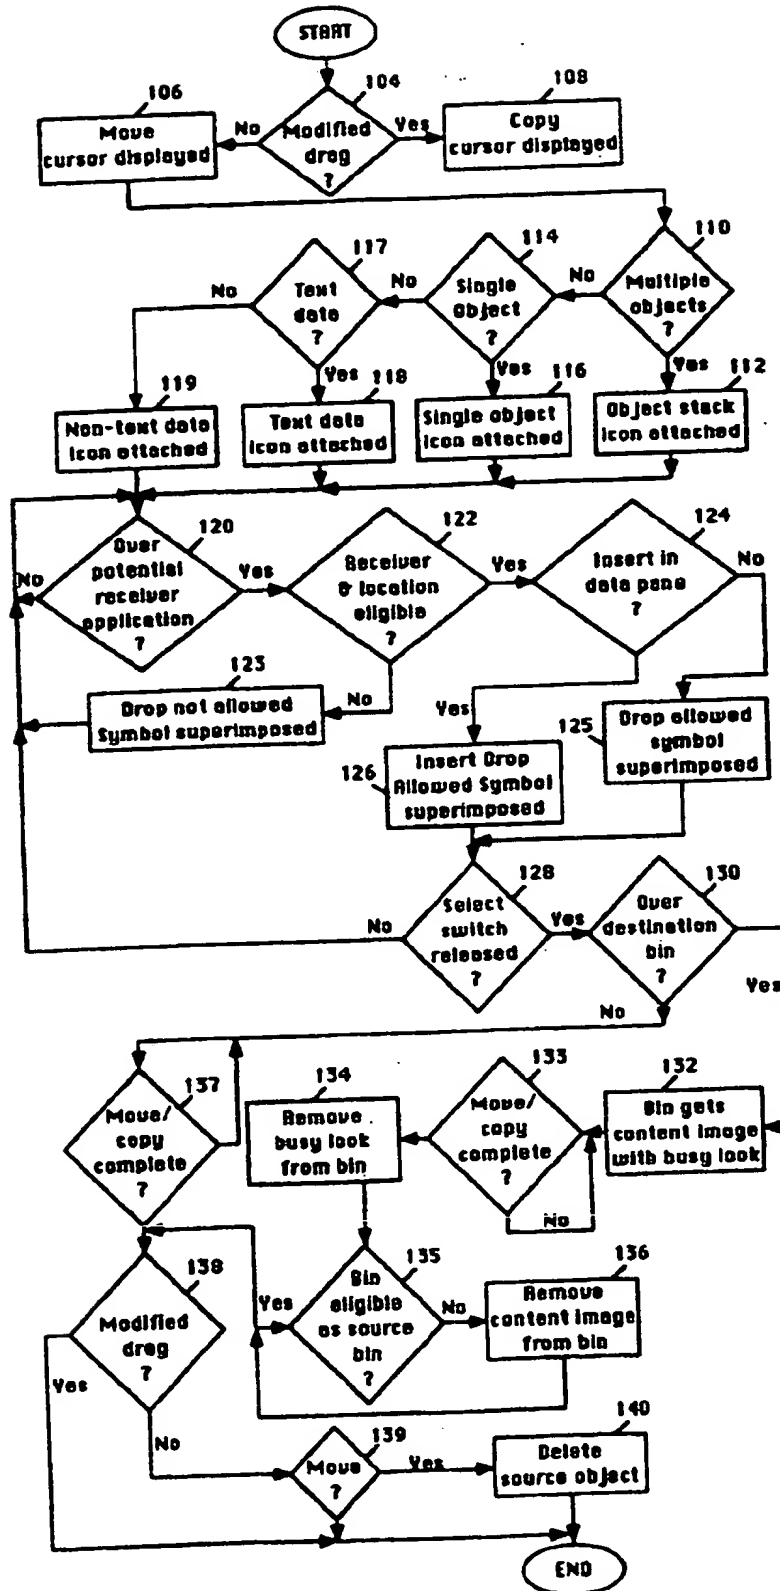 START
104
106
108
Move
cursor displayed
No
Modified
drag
?
Yes
Copy
cursor displayed
110
114
117
No
Text
data
?
No
Single
Object
?
No
Multiple
objects
?
Yes
Yes
Yes
119
118
116
112
Non-text data
icon attached
Text data
icon attached
Single object
icon attached
Object stack
icon attached
120
122
124
No
Over
potential
receiver
application
?
Yes
Receiver
& location
eligible
?
Yes
Insert in
data pane
?
No
123
Drop not allowed
Symbol superimposed
No
Yes
125
Drop allowed
symbol
superimposed
126
Insert Drop
Allowed Symbol
superimposed
128
130
No
Select
switch
released
?
Yes
Over
destination
bin
?
Yes
No
137
134
133
132
Move/
copy
complete
?
Remove
busy look
from bin
Move/
copy
complete
?
No
Bin gets
content image
with busy look
138
135
136
Modified
drag
?
Yes
Yes
Bin
eligible
as source
bin
?
No
Remove
content image
from bin
No
139
140
Move
?
Yes
Delete
source object
END